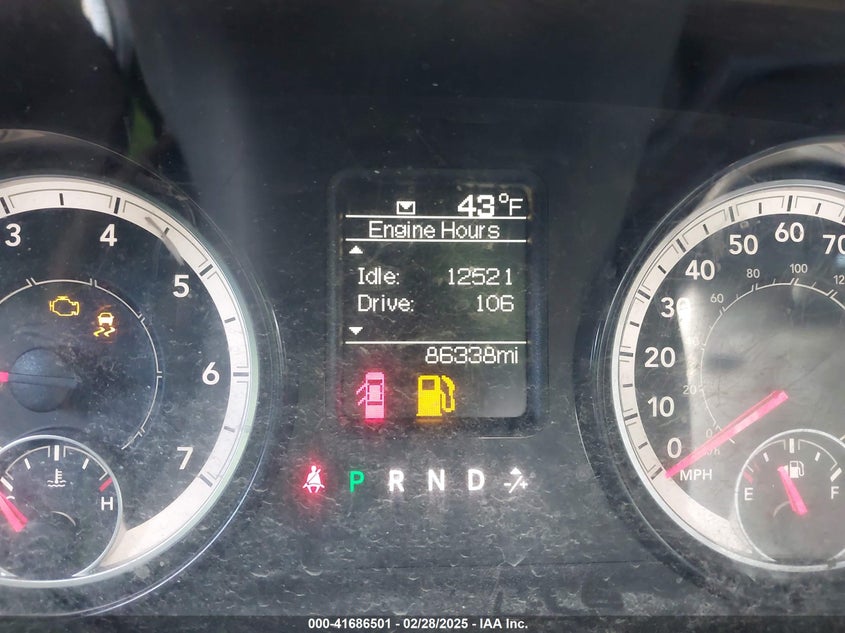 3 4 5 6 7
H
43°F
Engine Hours
Idle: 12521
Drive: 106
86338mi
P R N D -/+
0 10 20 30 40 50 60 70
20 60 80 100
MPH
E F
000-41686501 - 02/28/2025 - IAA Inc.